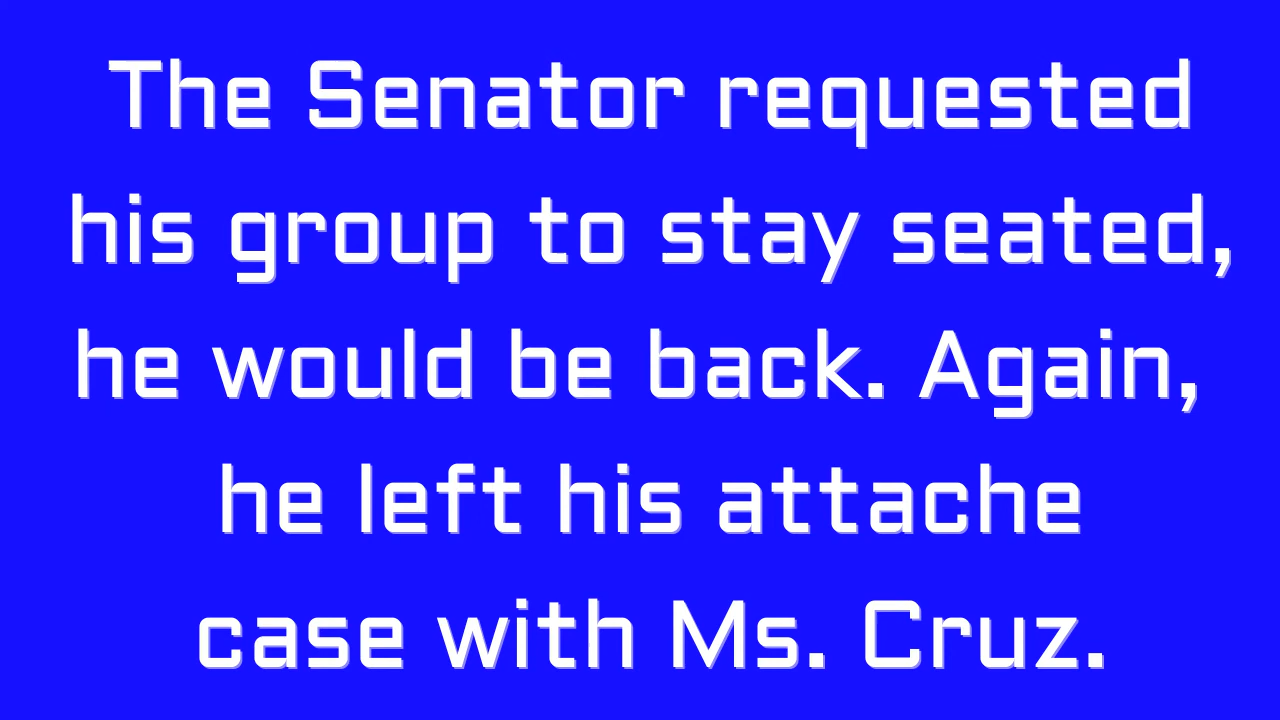 The Senator requested
his group to stay seated,
he would be back. Again,
he left his attache
case with Ms. Cruz.